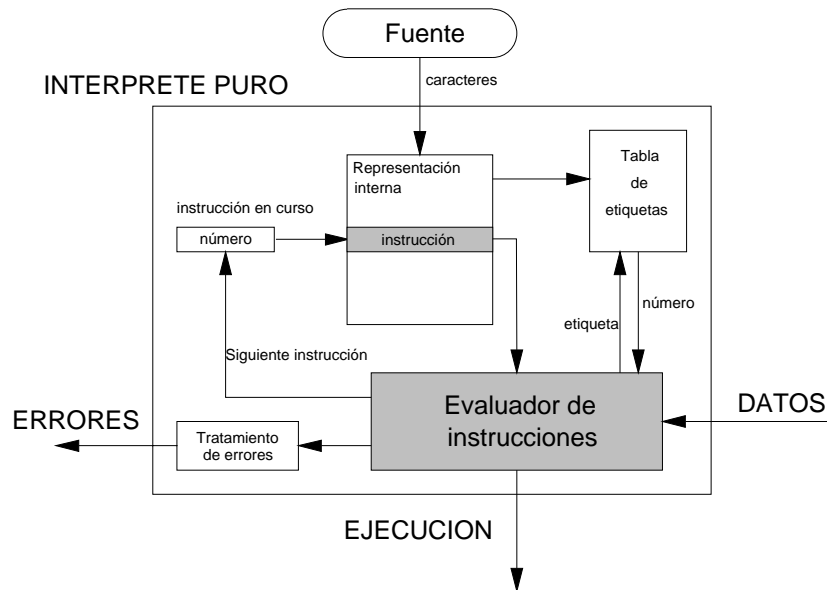 Fuente
caracteres
INTERPRETE PURO
Representación
interna
Tabla
de
etiquetas
instrucción en curso
número
instrucción
número
etiqueta
Siguiente instrucción
Evaluador de
instrucciones
DATOS
ERRORES
Tratamiento
de errores
EJECUCION